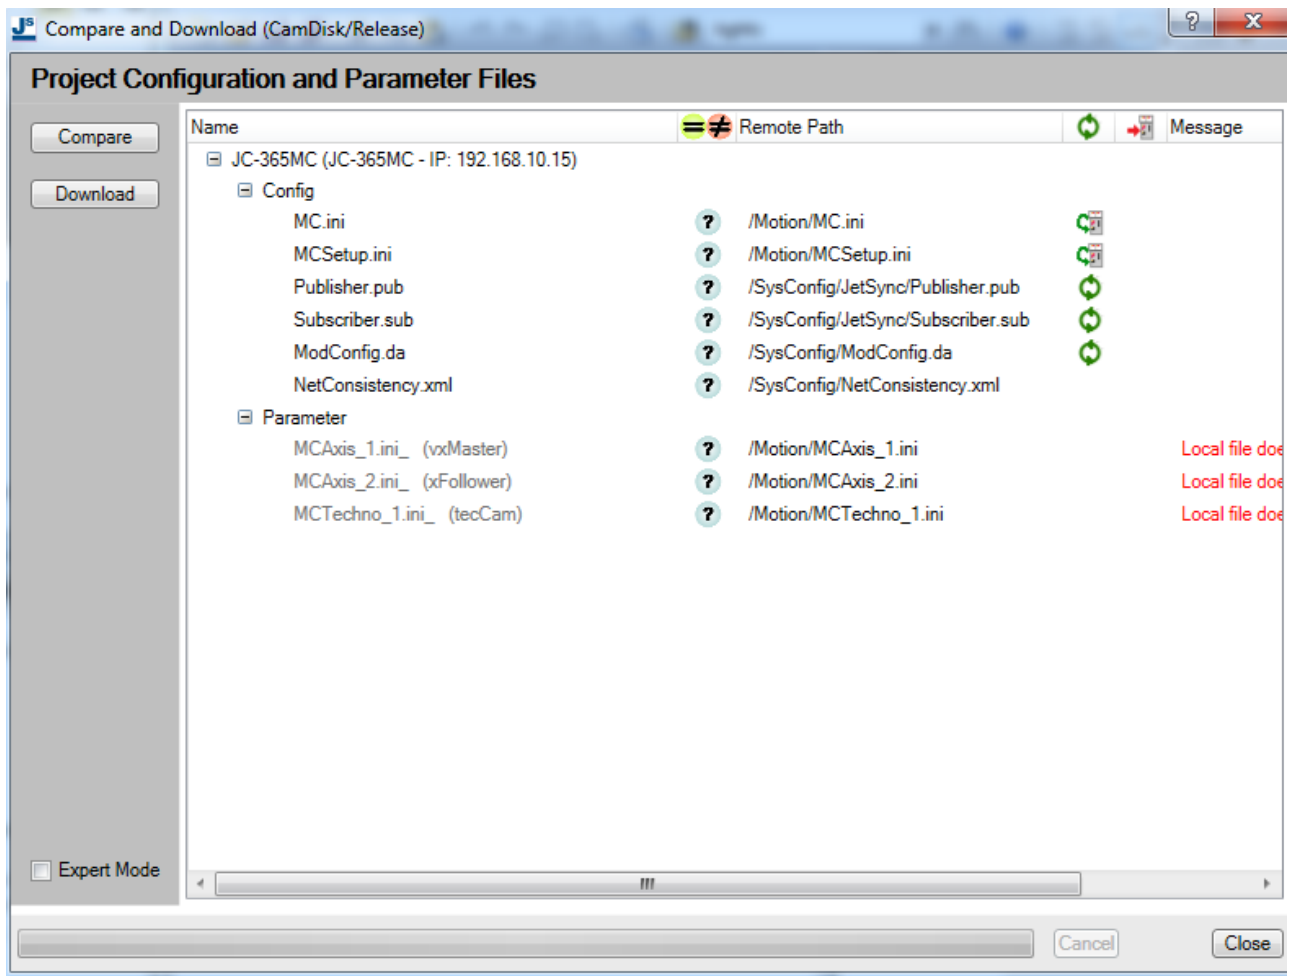 JS Compare and Download (CamDisk/Release)
Project Configuration and Parameter Files
Compare
Download
Name Remote Path Message
JC-365MC (JC-365MC - IP: 192.168.10.15)
Config
MC.ini ? /Motion/MC.ini
MCSetup.ini ? /Motion/MCSetup.ini
Publisher.pub ? /SysConfig/JetSync/Publisher.pub
Subscriber.sub ? /SysConfig/JetSync/Subscriber.sub
ModConfig.da ? /SysConfig/ModConfig.da
NetConsistency.xml ? /SysConfig/NetConsistency.xml
Parameter
MCAxis_1.ini_ (vxMaster) ? /Motion/MCAxis_1.ini Local file doe
MCAxis_2.ini_ (xFollower) ? /Motion/MCAxis_2.ini Local file doe
MCTechno_1.ini_ (tecCam) ? /Motion/MCTechno_1.ini Local file doe
Expert Mode
Cancel Close